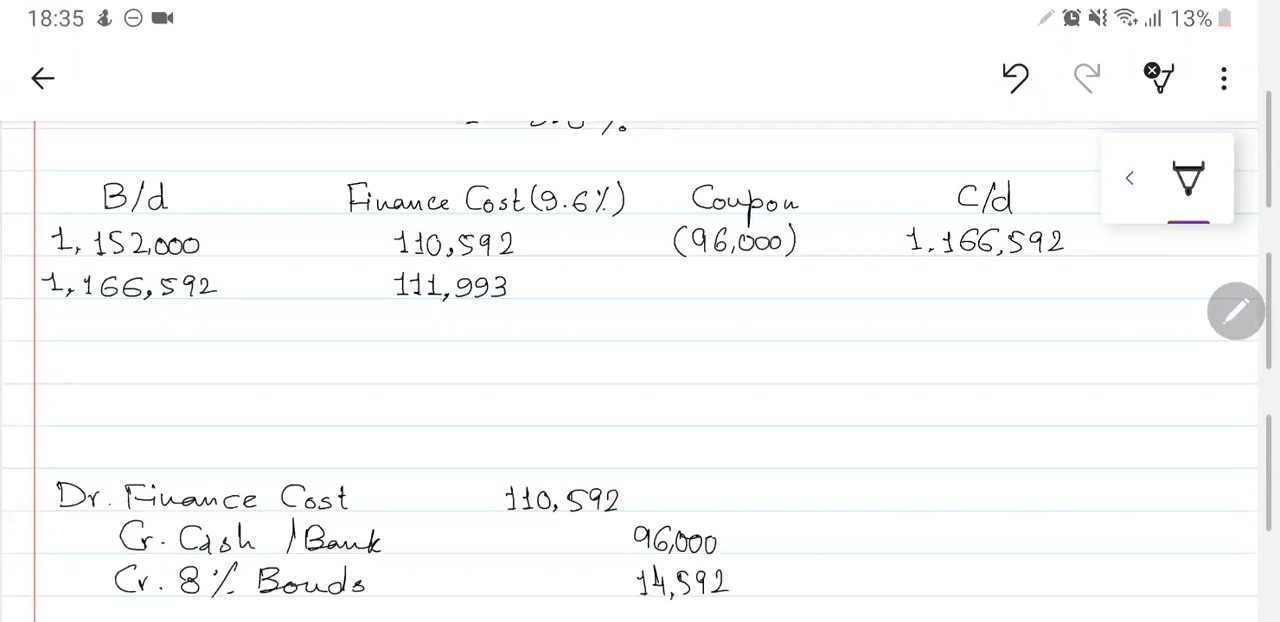 18:35 13%
B/d Finance Cost (9.6%) Coupon C/d
1,152,000 110,592 (96,000) 1.166,592
1,166,592 111,993
Dr. Finance Cost 110,592
Cr. Cash / Bank 96,000
Cr. 8% Bonds 14,592